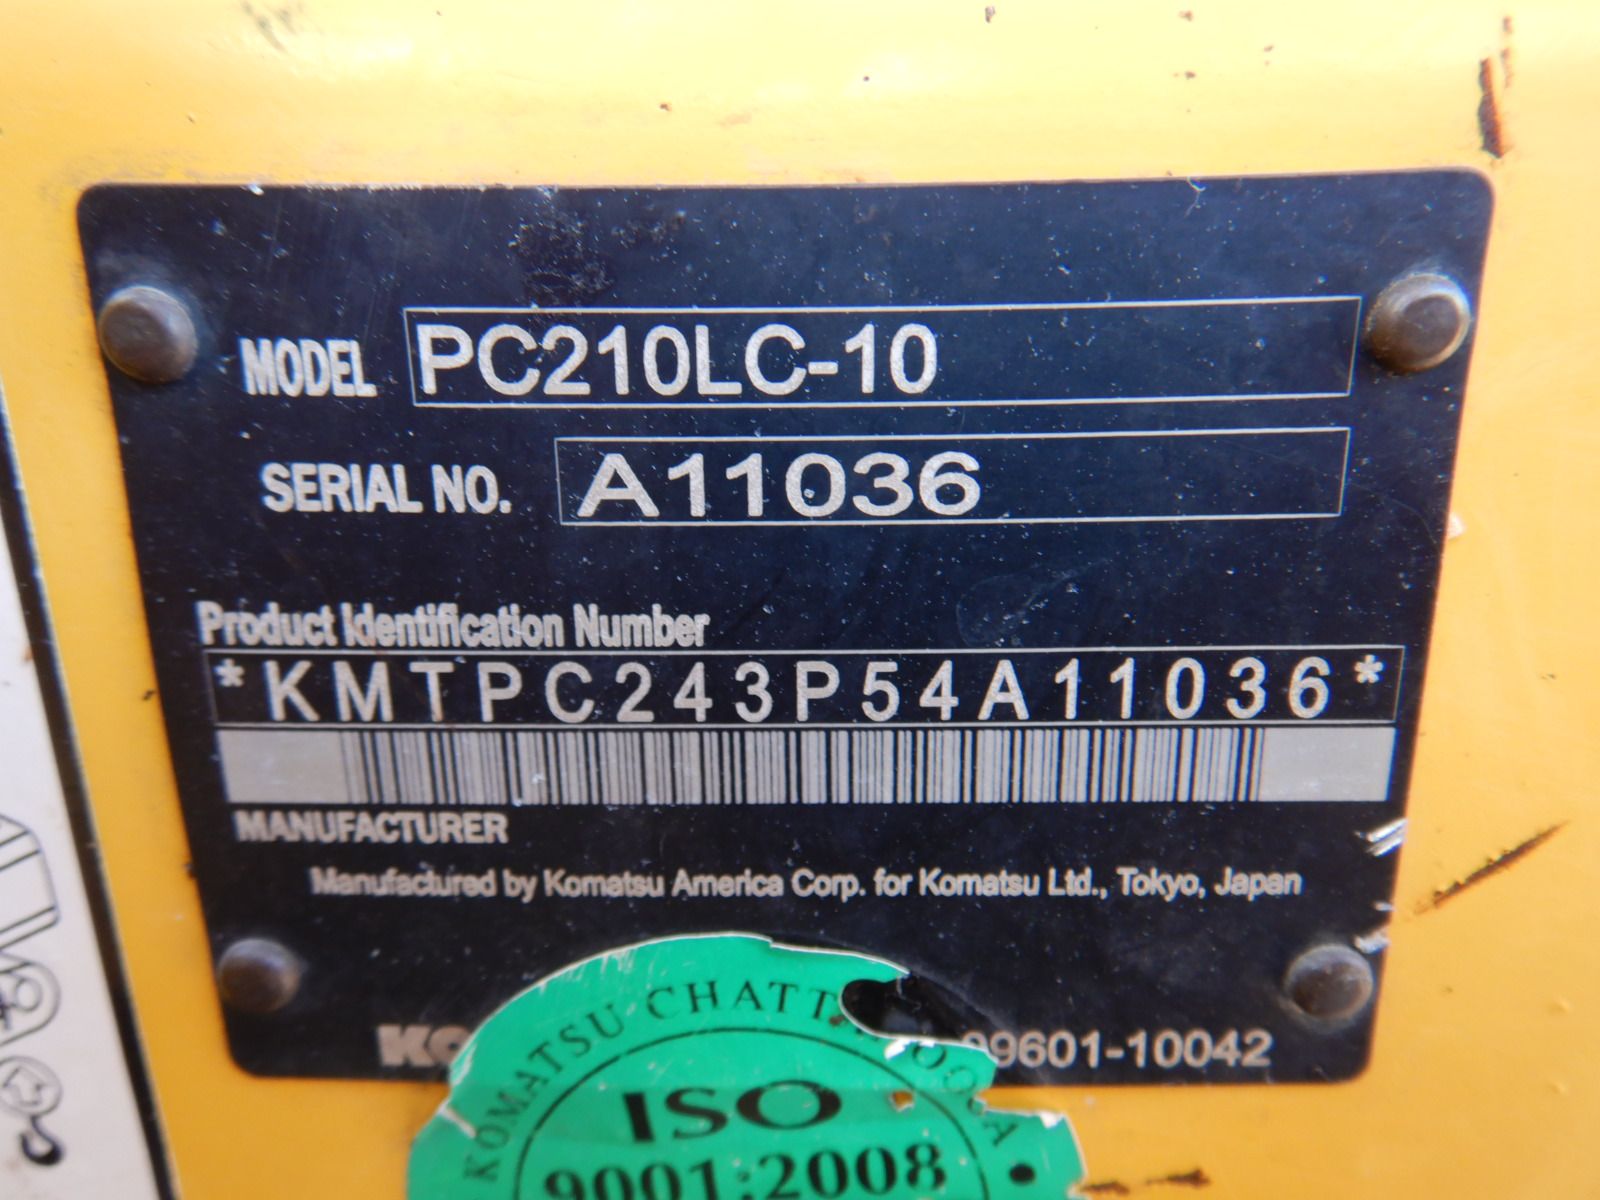 MODEL PC210LC-10
SERIAL NO. A11036
Product Identification Number
*KMTPC243P54A11036*
MANUFACTURER
Manufactured by Komatsu America Corp. for Komatsu Ltd., Tokyo, Japan
09601-10042
KOMATSU
ISO
9001:2008